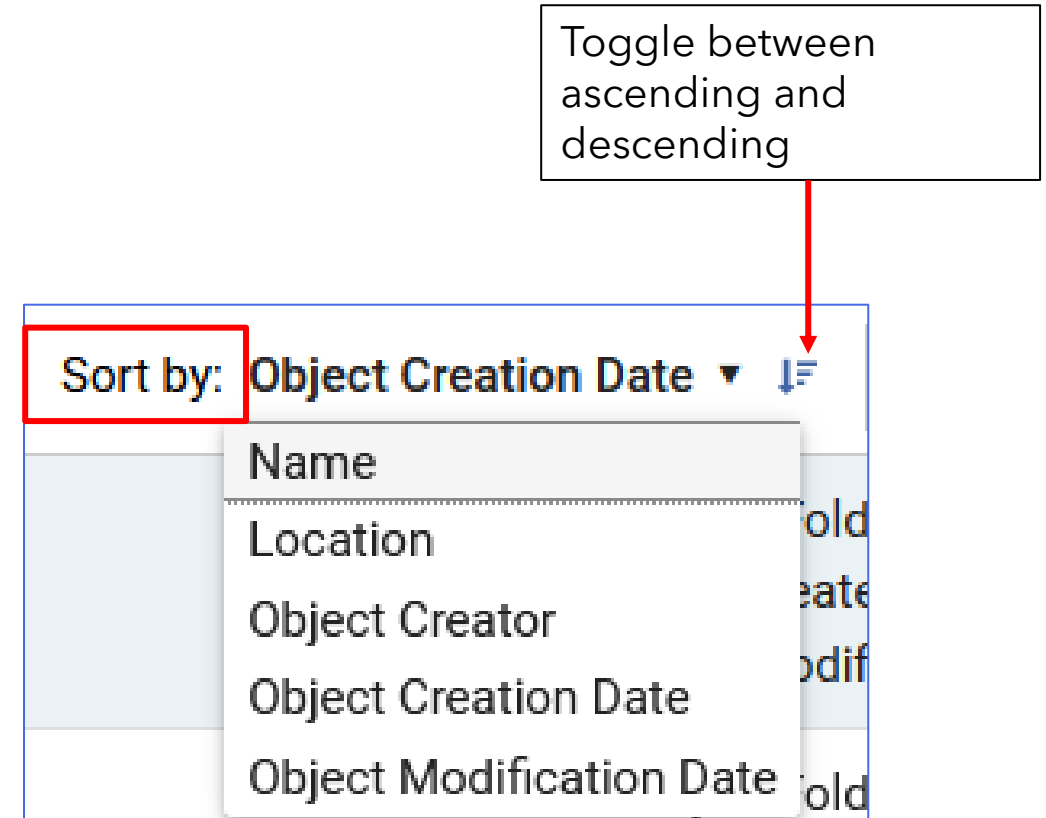 Toggle between
ascending and
descending
Sort by: Object Creation Date
Name
Location
Object Creator
Object Creation Date
Object Modification Date